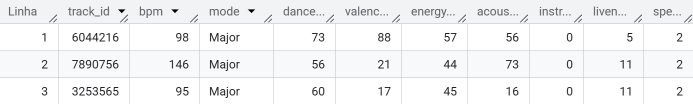 Linha track_id bpm mode dance... valenc... energy... acous... instr... liven... spe...
1 6044216 98 Major 73 88 57 56 0 5 2
2 7890756 146 Major 56 21 44 73 0 11 2
3 3253565 95 Major 60 17 45 16 0 11 2